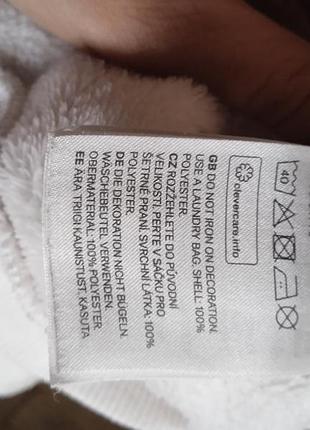 40
clevercare.info
GB DO NOT IRON ON DECORATION.
USE A LAUNDRY BAG. SHELL: 100%
POLYESTER
CZ ROZŽEHLETE DO PŮVODNÍ
VELIKOSTI. PERTE V SÁČKU PRO
ŠETRNÉ PRANÍ. SVRCHNÍ LÁTKA: 100%
POLYESTER.
DE DIE DEKORATION NICHT BÜGELN.
WÄSCHEBEUTEL VERWENDEN.
OBERMATERIAL: 100% POLYESTER
EE ÄRA TRIIGI KAUNISTUST. KASUTA